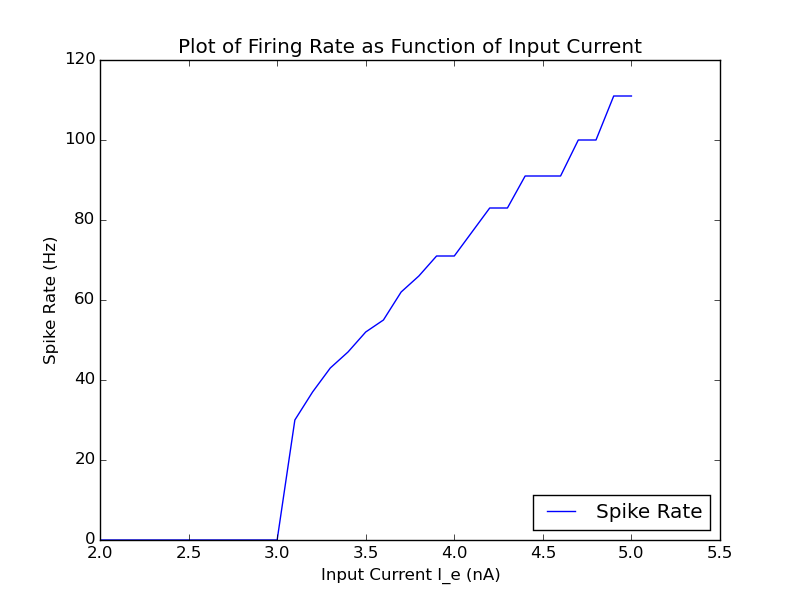 Plot of Firing Rate as Function of Input Current
120
100
80
60
40
20
0
Spike Rate (Hz)
Spike Rate
2.0 2.5 3.0 3.5 4.0 4.5 5.0 5.5
Input Current I_e (nA)